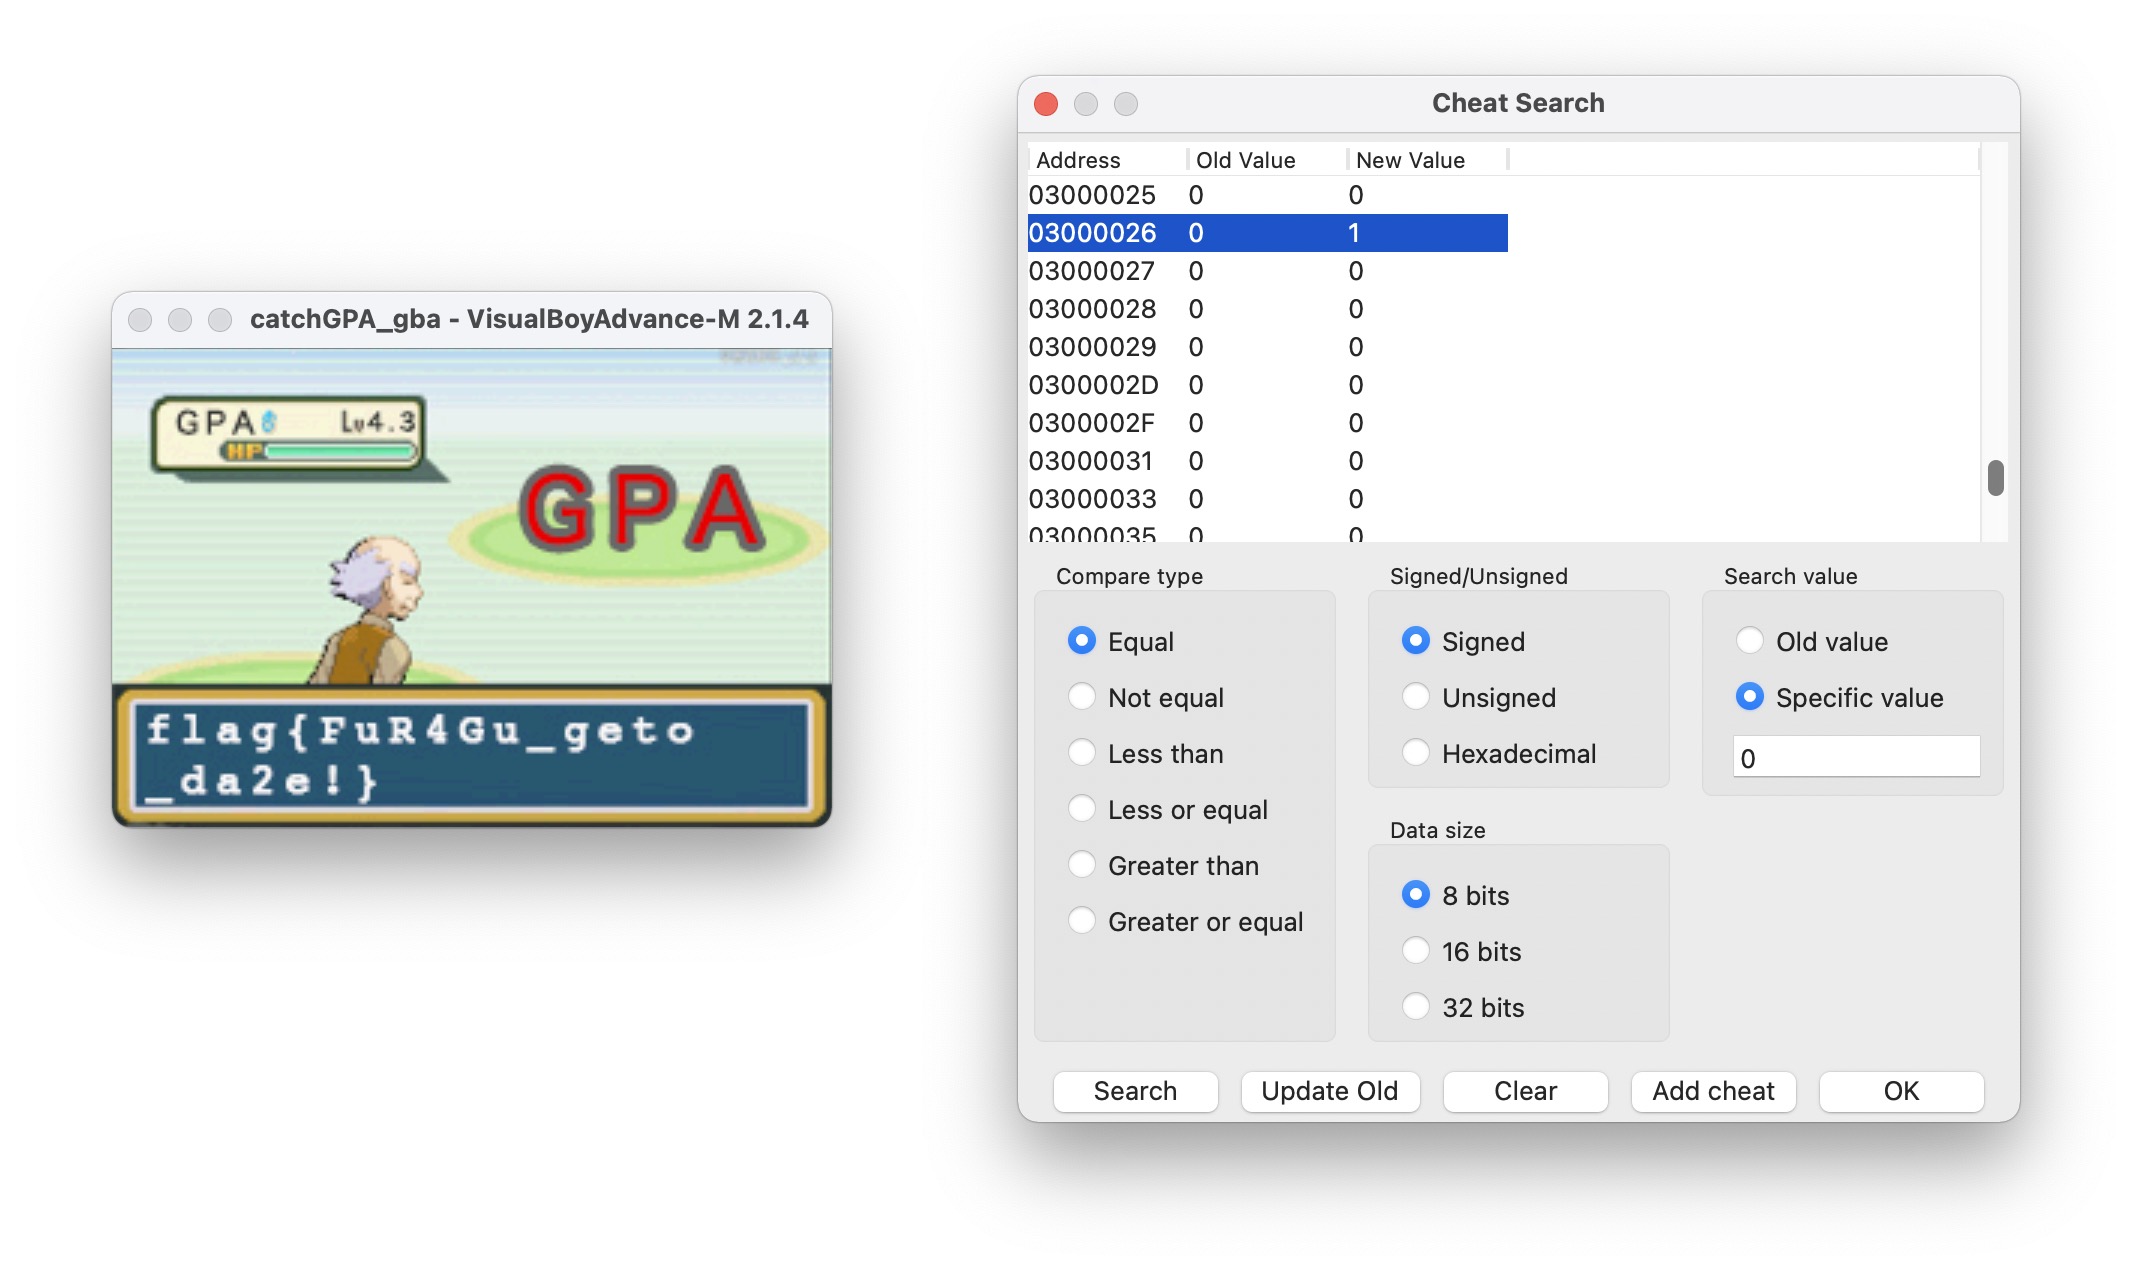 catchGPA_gba - VisualBoyAdvance-M 2.1.4
GPA♂ Lv4.3
HP
GPA
flag{FuR4Gu_geto
_da2e!}
Cheat Search
Address Old Value New Value
03000025 0 0
03000026 0 1
03000027 0 0
03000028 0 0
03000029 0 0
0300002D 0 0
0300002F 0 0
03000031 0 0
03000033 0 0
03000035 0 0
Compare type
Equal
Not equal
Less than
Less or equal
Greater than
Greater or equal
Signed/Unsigned
Signed
Unsigned
Hexadecimal
Data size
8 bits
16 bits
32 bits
Search value
Old value
Specific value
0
Search Update Old Clear Add cheat OK